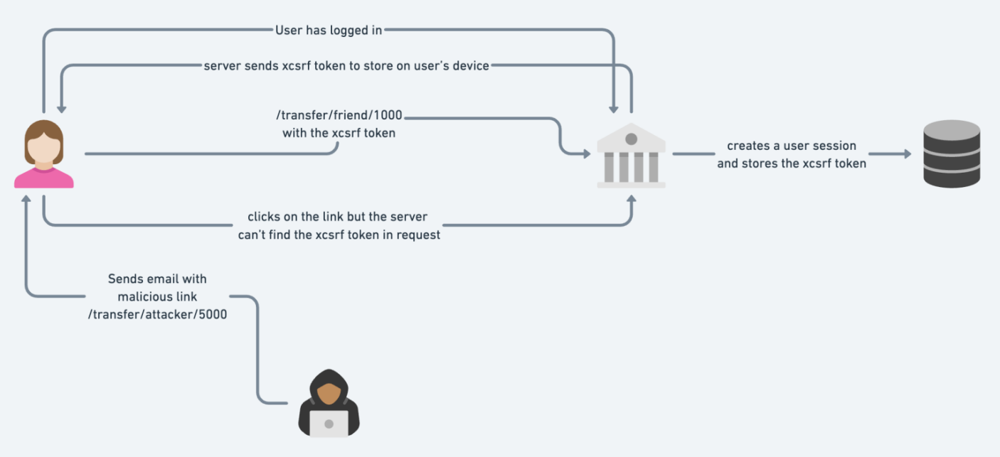 User has logged in
server sends xcsrf token to store on user's device
/transfer/friend/1000
with the xcsrf token
creates a user session
and stores the xcsrf token
clicks on the link but the server
can't find the xcsrf token in request
Sends email with
malicious link
/transfer/attacker/5000